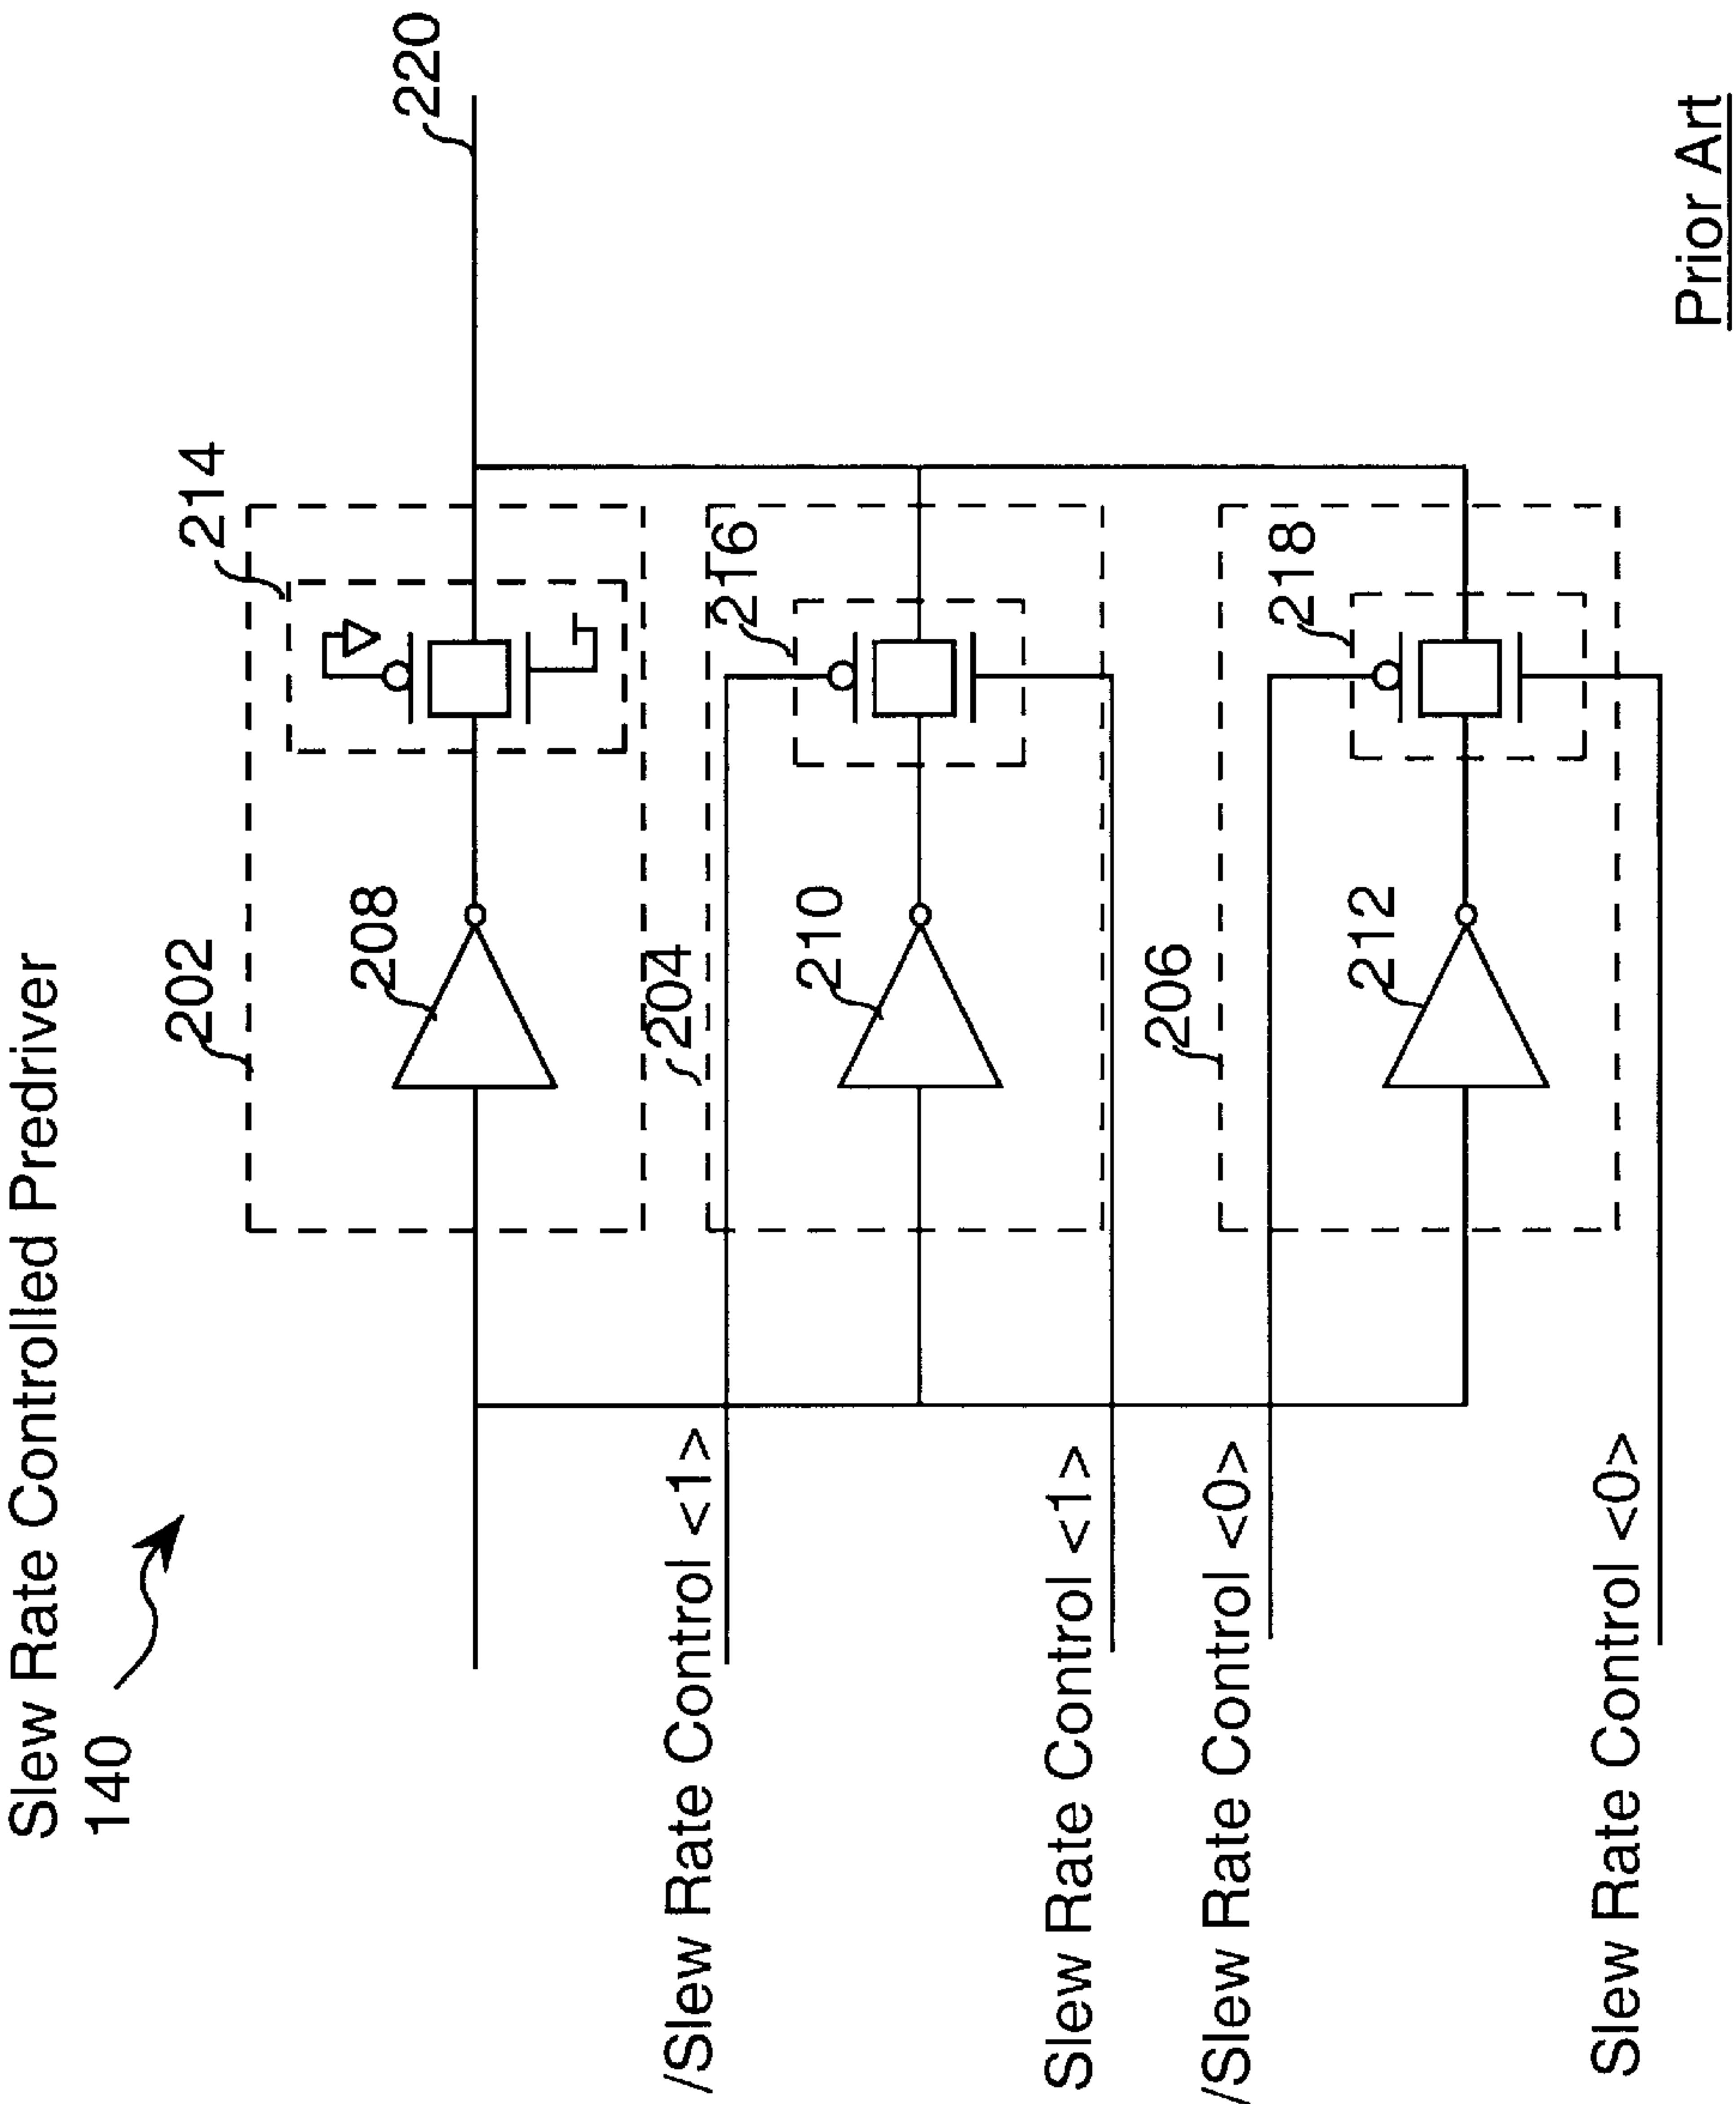 Slew Rate Controlled Predriver
140
202
214
208
220
/Slew Rate Control <1>
204
210
216
Slew Rate Control <1>
/Slew Rate Control <0>
206
212
218
Slew Rate Control <0>
Prior Art